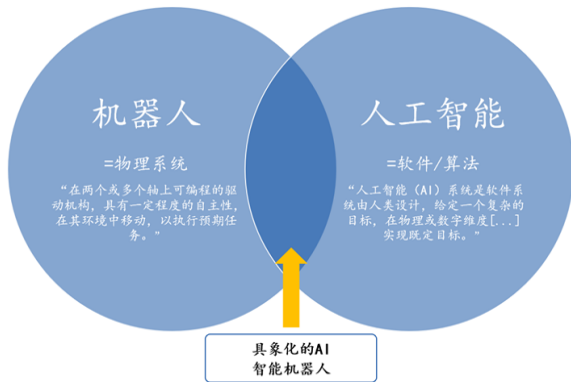 机器人
=物理系统
“在两个或多个轴上可编程的驱
动机构，具有一定程度的自主性，
在其环境中移动，以执行预期任
务。”
人工智能
=软件/算法
“人工智能（AI）系统是软件系
统由人类设计，给定一个复杂的
目标，在物理或数字维度[...]
实现既定目标。”
具象化的AI
智能机器人